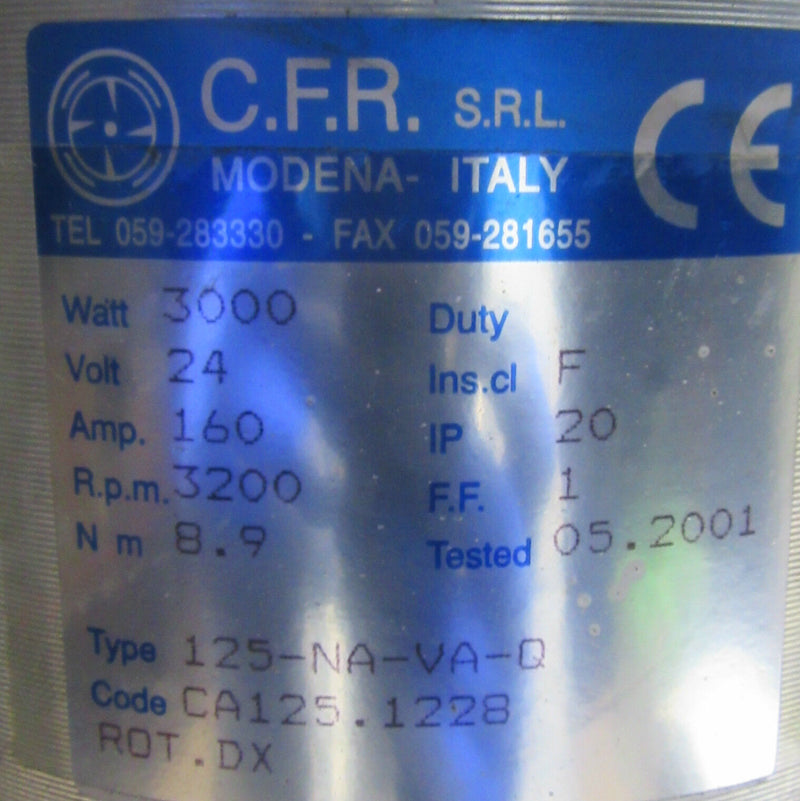 C.F.R. S.R.L.
MODENA- ITALY
CE
TEL 059-283330 - FAX 059-281655
Watt 3000 Duty
Volt 24 Ins.cl F
Amp. 160 IP 20
R.p.m. 3200 F.F. 1
N m 8.9 Tested 05.2001
Type 125-NA-VA-Q
Code CA125.1228
ROT.DX